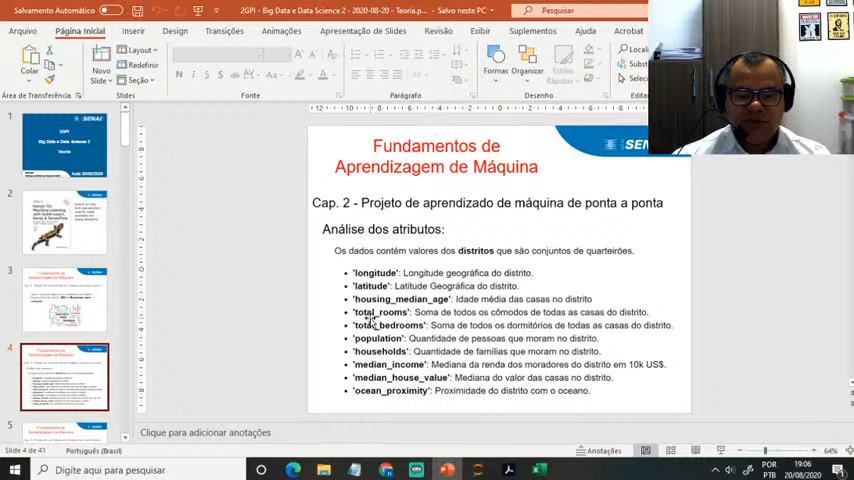 Salvamento Automático
2GPI - Big Data e Data Science 2 - 2020-08-20 - Teoria.p... - Salvo neste PC
Pesquisar
Arquivo Página Inicial Inserir Design Transições Animações Apresentação de Slides Revisão Exibir Suplementos Ajuda Acrobat
Colar
Novo Slide
Layout
Redefinir
Seção
N I S
Formas Organizar Estilos
Área de Transferência Slides Fonte Parágrafo Desenho
1
2
3
4
5
Fundamentos de
Aprendizagem de Máquina
Cap. 2 - Projeto de aprendizado de máquina de ponta a ponta
Análise dos atributos:
Os dados contém valores dos distritos que são conjuntos de quarteirões.
'longitude': Longitude geográfica do distrito.
'latitude': Latitude Geográfica do distrito.
'housing_median_age': Idade média das casas no distrito
'total_rooms': Soma de todos os cômodos de todas as casas do distrito.
'total_bedrooms': Soma de todos os dormitórios de todas as casas do distrito.
'population': Quantidade de pessoas que moram no distrito.
'households': Quantidade de famílias que moram no distrito.
'median_income': Mediana da renda dos moradores do distrito em 10k US$.
'median_house_value': Mediana do valor das casas no distrito.
'ocean_proximity': Proximidade do distrito com o oceano.
Clique para adicionar anotações
Slide 4 de 41 Português (Brasil) Anotações 64%
Digite aqui para pesquisar
POR
PTB
19:06
20/08/2020